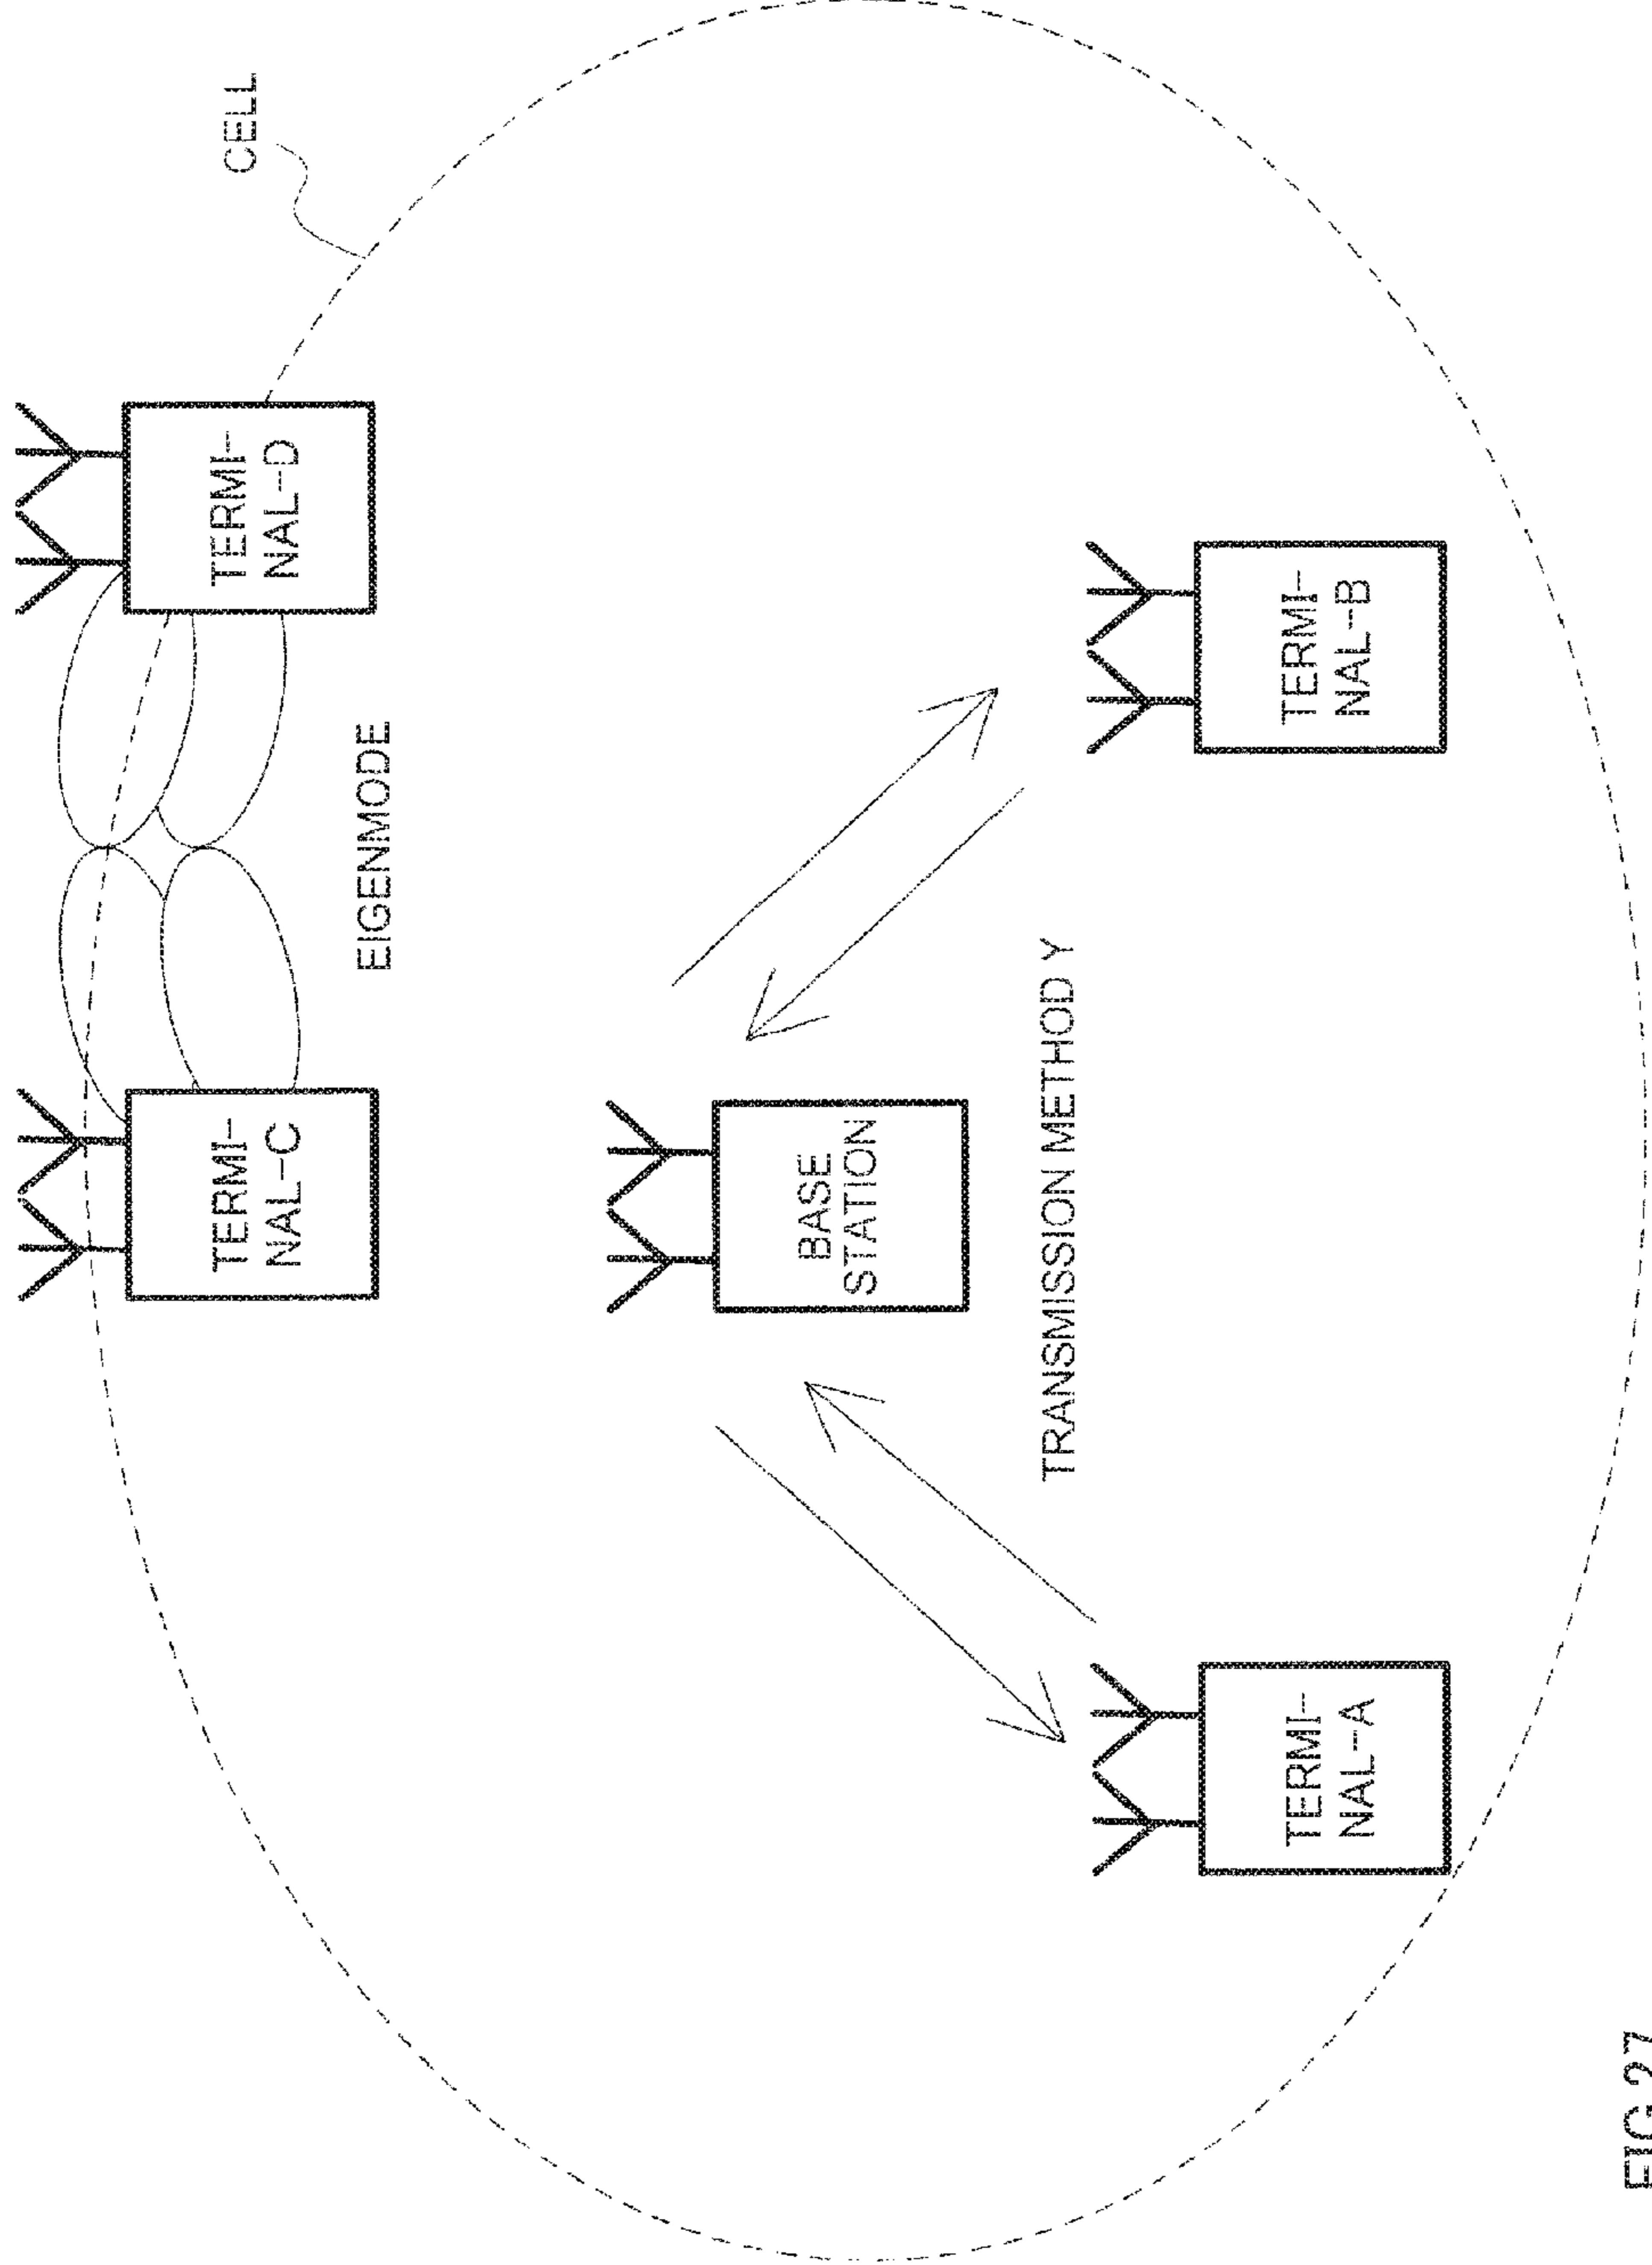 CELL
TERMI-
NAL-C
TERMI-
NAL-D
EIGENMODE
BASE
STATION
TRANSMISSION METHOD Y
TERMI-
NAL-A
TERMI-
NAL-B
FIG.27